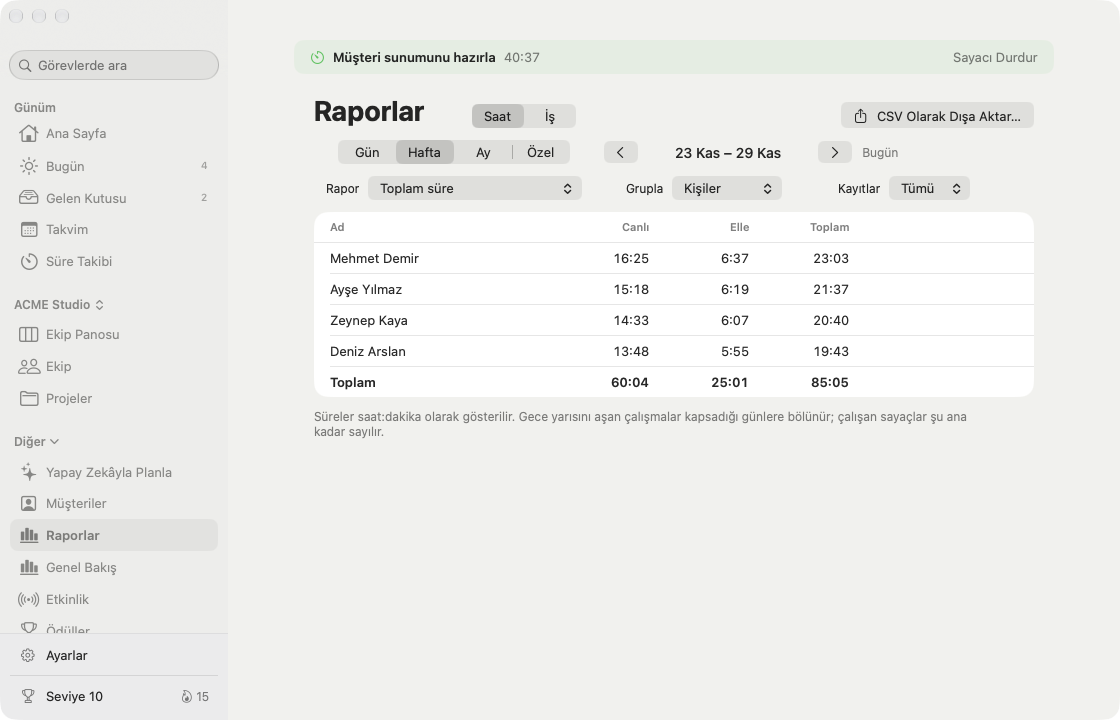 Görevlerde ara
Günüm
Ana Sayfa
Bugün 4
Gelen Kutusu 2
Takvim
Süre Takibi
ACME Studio
Ekip Panosu
Ekip
Projeler
Diğer
Yapay Zekâyla Planla
Müşteriler
Raporlar
Genel Bakış
Etkinlik
Ödüller
Ayarlar
Seviye 10 15
Müşteri sunumunu hazırla 40:37 Sayacı Durdur
Raporlar Saat İş CSV Olarak Dışa Aktar...
Gün Hafta Ay Özel 23 Kas – 29 Kas Bugün
Rapor Toplam süre Grupla Kişiler Kayıtlar Tümü
Ad Canlı Elle Toplam
Mehmet Demir 16:25 6:37 23:03
Ayşe Yılmaz 15:18 6:19 21:37
Zeynep Kaya 14:33 6:07 20:40
Deniz Arslan 13:48 5:55 19:43
Toplam 60:04 25:01 85:05
Süreler saat:dakika olarak gösterilir. Gece yarısını aşan çalışmalar kapsadığı günlere bölünür; çalışan sayaçlar şu ana
kadar sayılır.